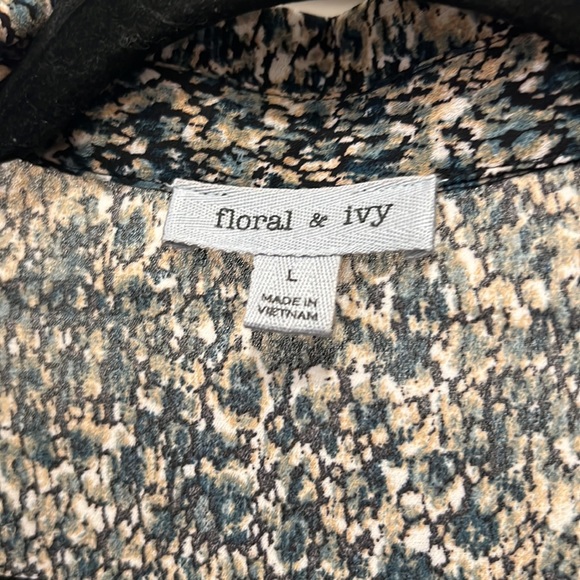 floral & ivy
L
MADE IN
VIETNAM